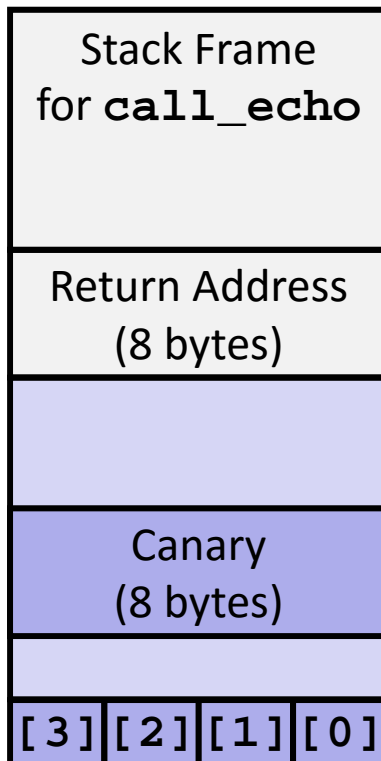 Stack Frame
for call_echo
Return Address
(8 bytes)
Canary
(8 bytes)
[3] [2] [1] [0]